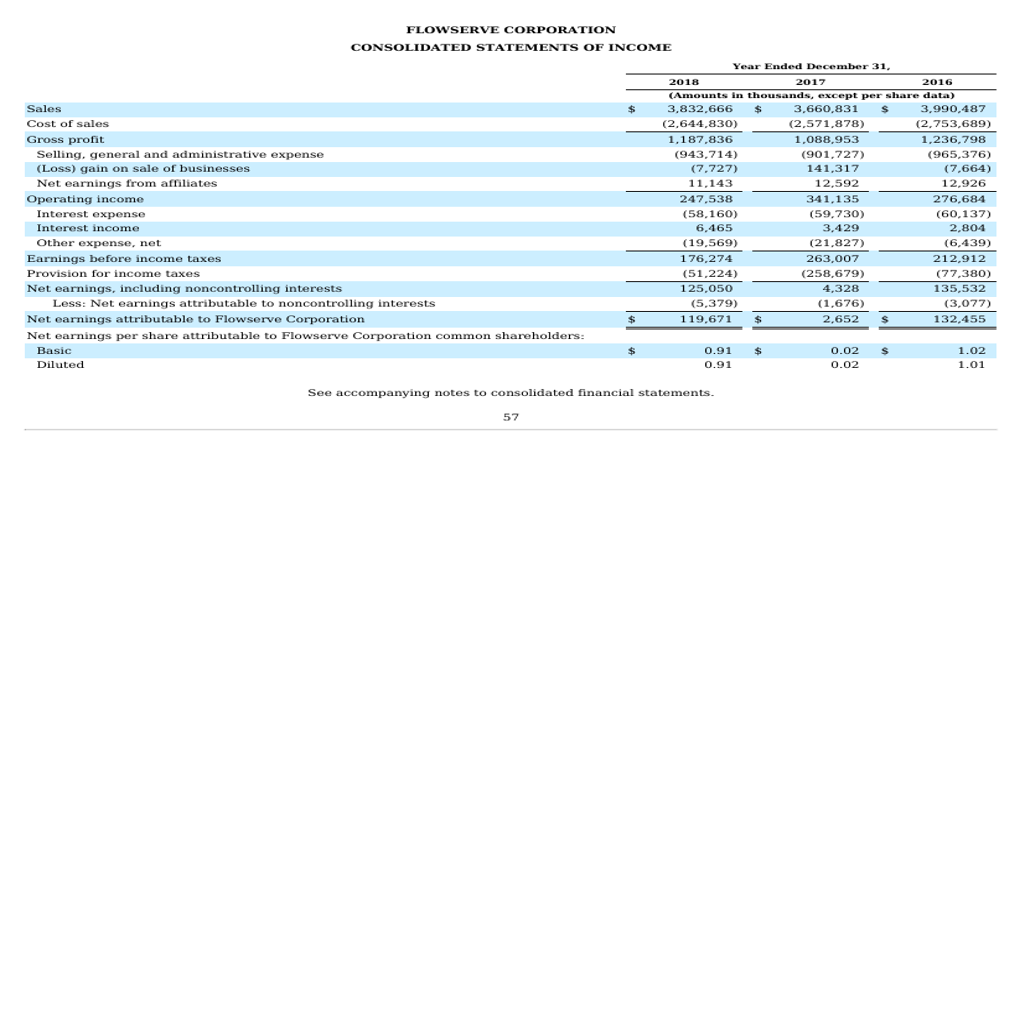 FLOWSERVE CORPORATION
CONSOLIDATED STATEMENTS OF INCOME
Year Ended December 31,
2018 2017 2016
(Amounts in thousands, except per share data)
Sales $ 3,832,666 $ 3,660,831 $ 3,990,487
Cost of sales (2,644,830) (2,571,878) (2,753,689)
Gross profit 1,187,836 1,088,953 1,236,798
Selling, general and administrative expense (943,714) (901,727) (965,376)
(Loss) gain on sale of businesses (7,727) 141,317 (7,664)
Net earnings from affiliates 11,143 12,592 12,926
Operating income 247,538 341,135 276,684
Interest expense (58,160) (59,730) (60,137)
Interest income 6,465 3,429 2,804
Other expense, net (19,569) (21,827) (6,439)
Earnings before income taxes 176,274 263,007 212,912
Provision for income taxes (51,224) (258,679) (77,380)
Net earnings, including noncontrolling interests 125,050 4,328 135,532
Less: Net earnings attributable to noncontrolling interests (5,379) (1,676) (3,077)
Net earnings attributable to Flowserve Corporation $ 119,671 $ 2,652 $ 132,455
Net earnings per share attributable to Flowserve Corporation common shareholders:
Basic $ 0.91 $ 0.02 $ 1.02
Diluted 0.91 0.02 1.01
See accompanying notes to consolidated financial statements.
57